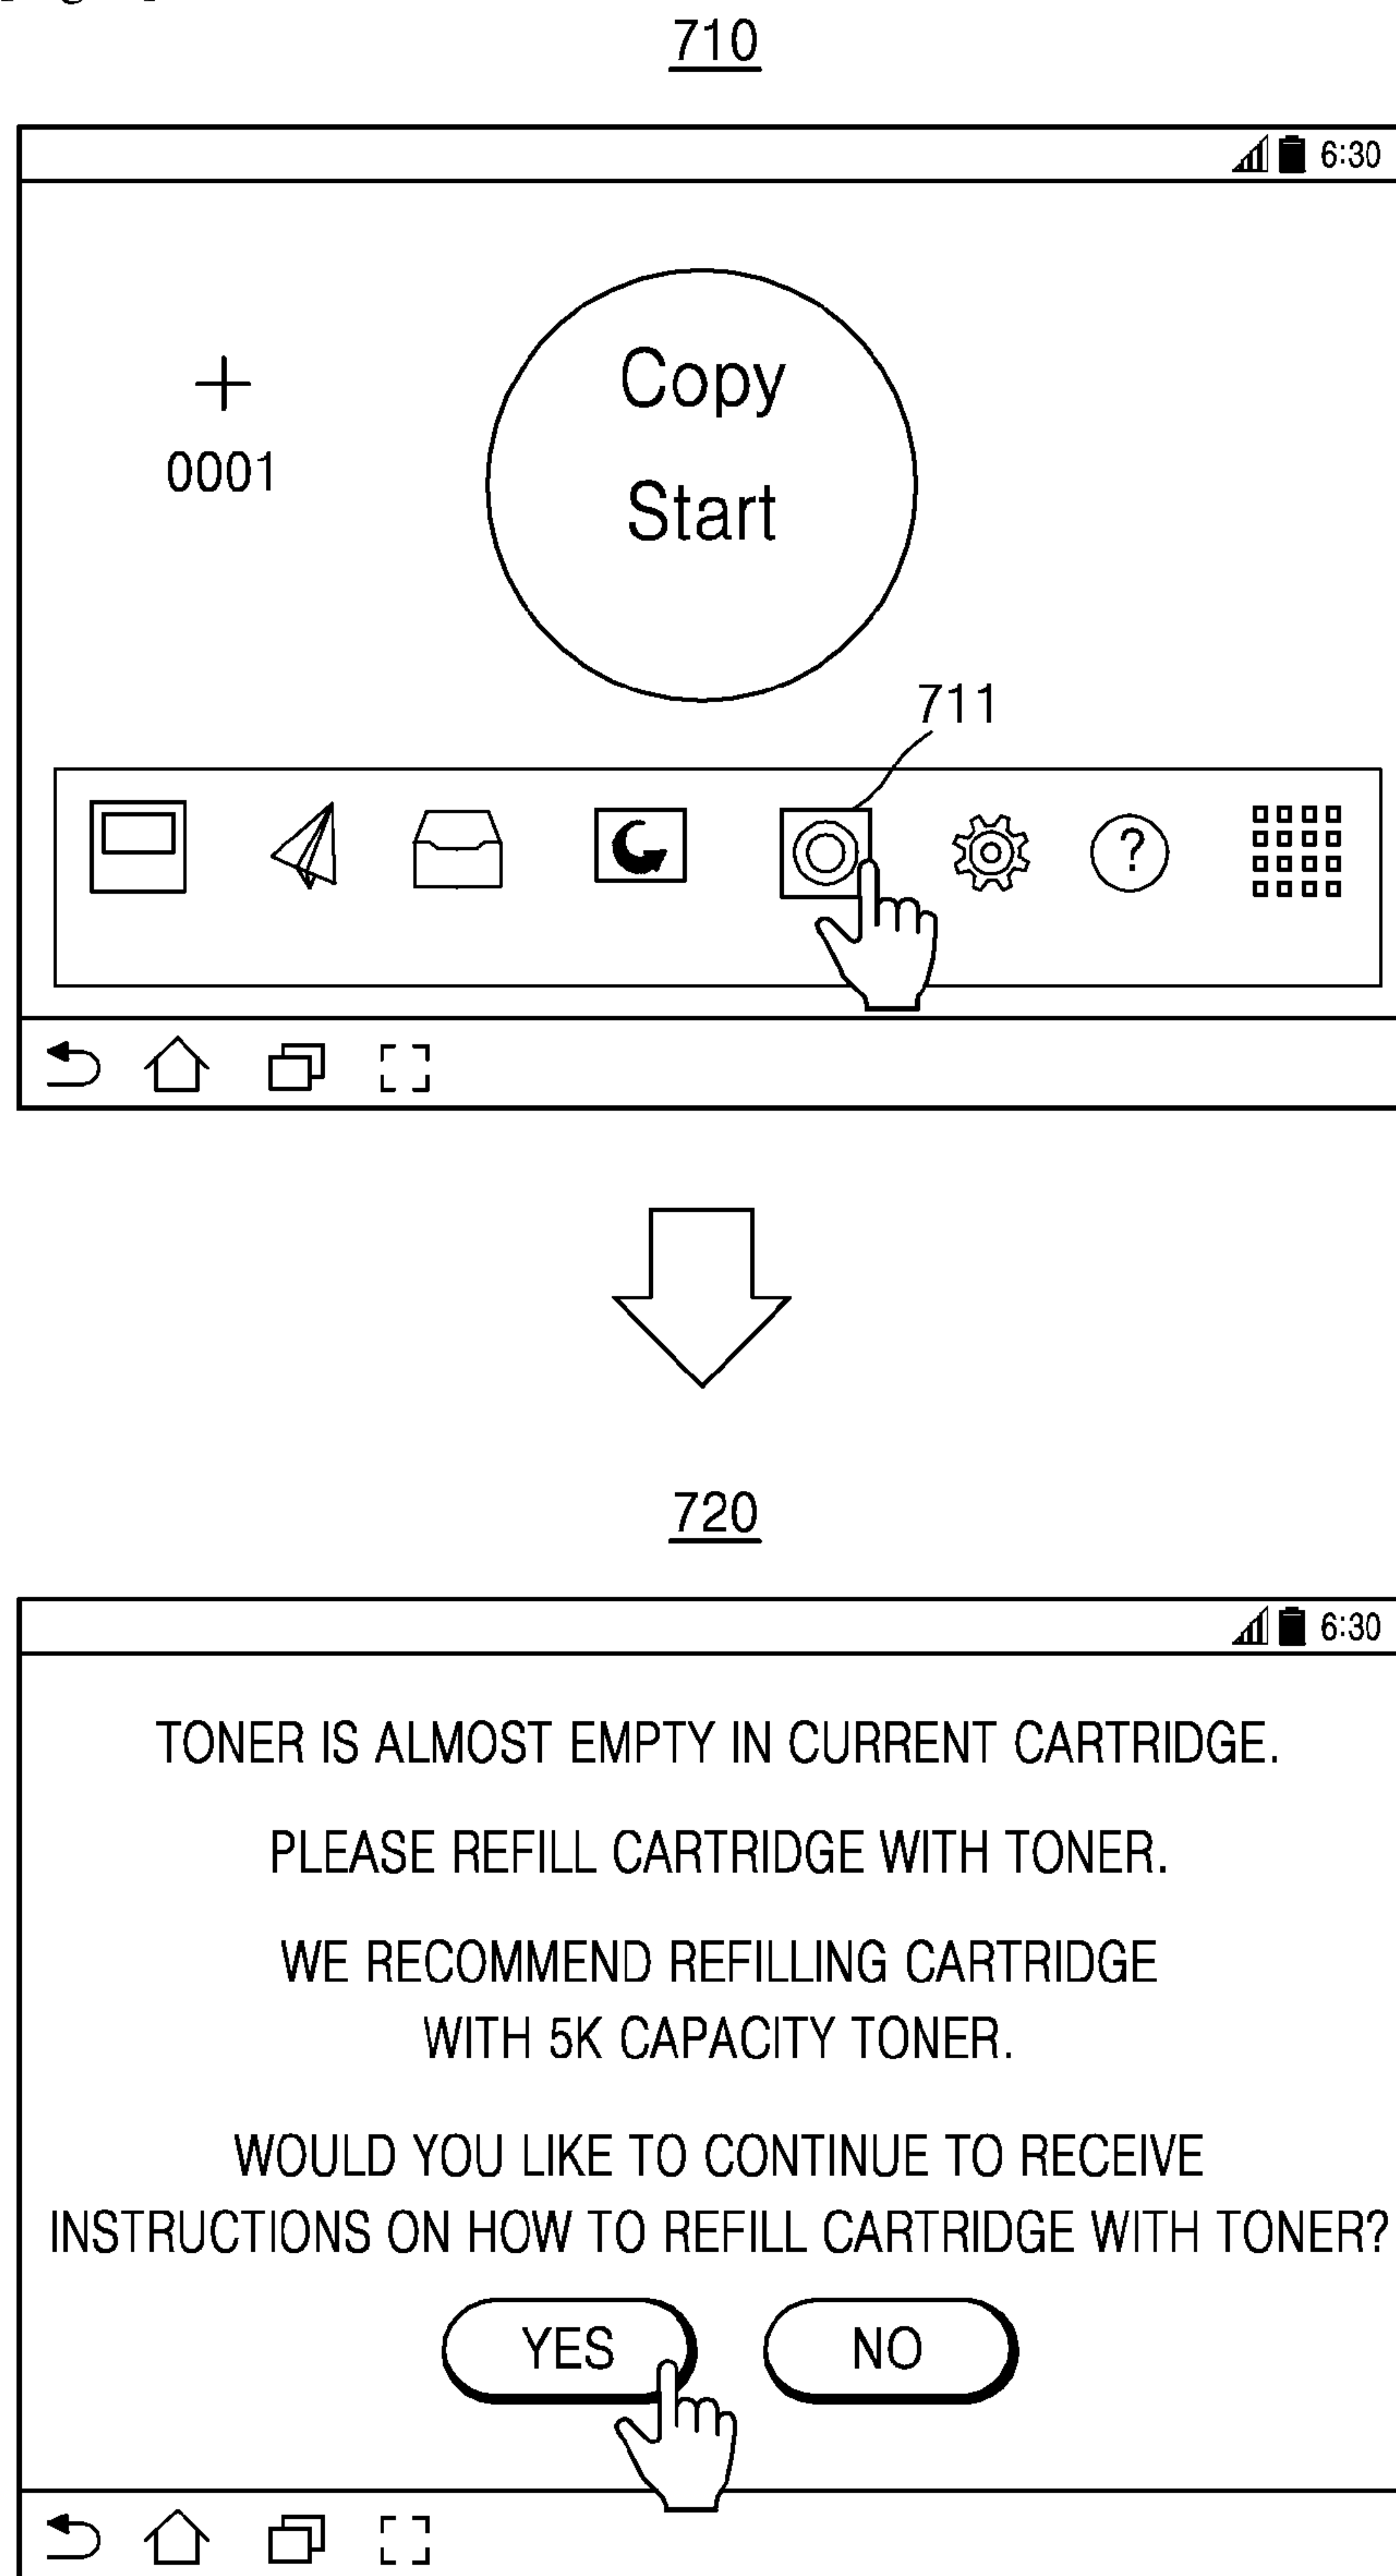 710
6:30
Copy
Start
+
0001
711
?
720
6:30
TONER IS ALMOST EMPTY IN CURRENT CARTRIDGE.
PLEASE REFILL CARTRIDGE WITH TONER.
WE RECOMMEND REFILLING CARTRIDGE
WITH 5K CAPACITY TONER.
WOULD YOU LIKE TO CONTINUE TO RECEIVE
INSTRUCTIONS ON HOW TO REFILL CARTRIDGE WITH TONER?
YES
NO